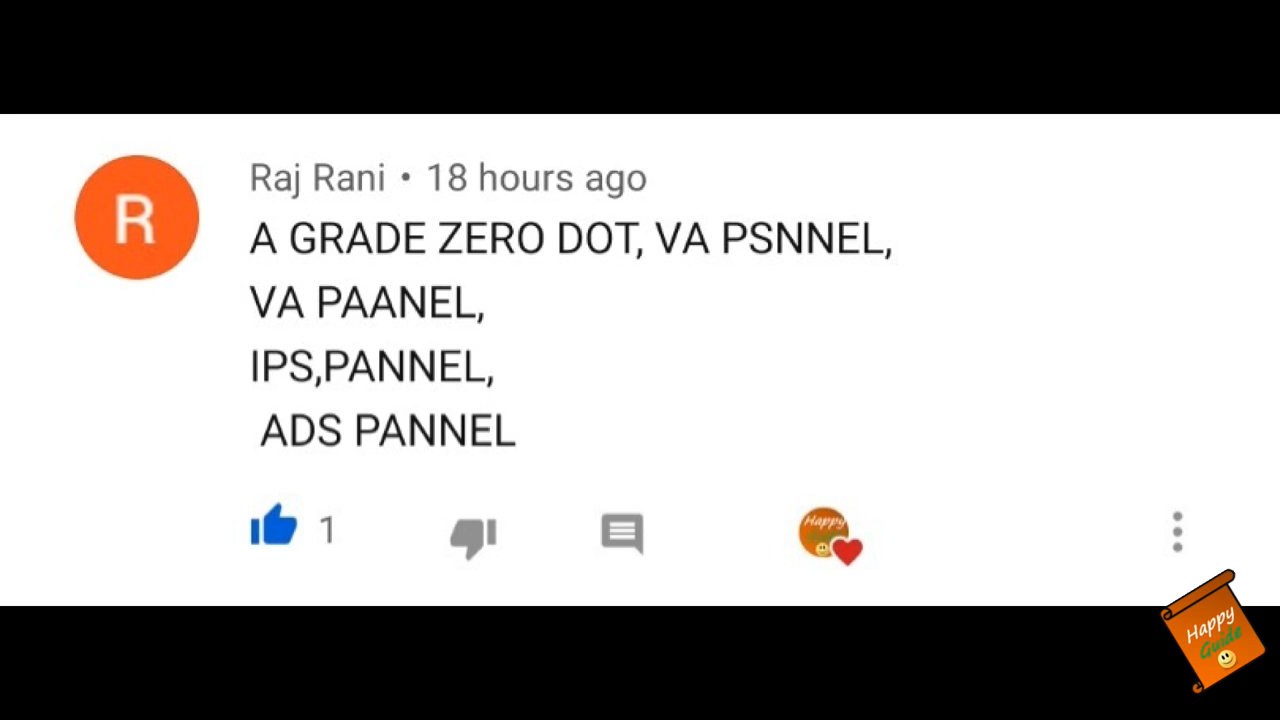 R
Raj Rani • 18 hours ago
A GRADE ZERO DOT, VA PSNNEL,
VA PAANEL,
IPS,PANNEL,
ADS PANNEL
1
Happy
Happy
Guide